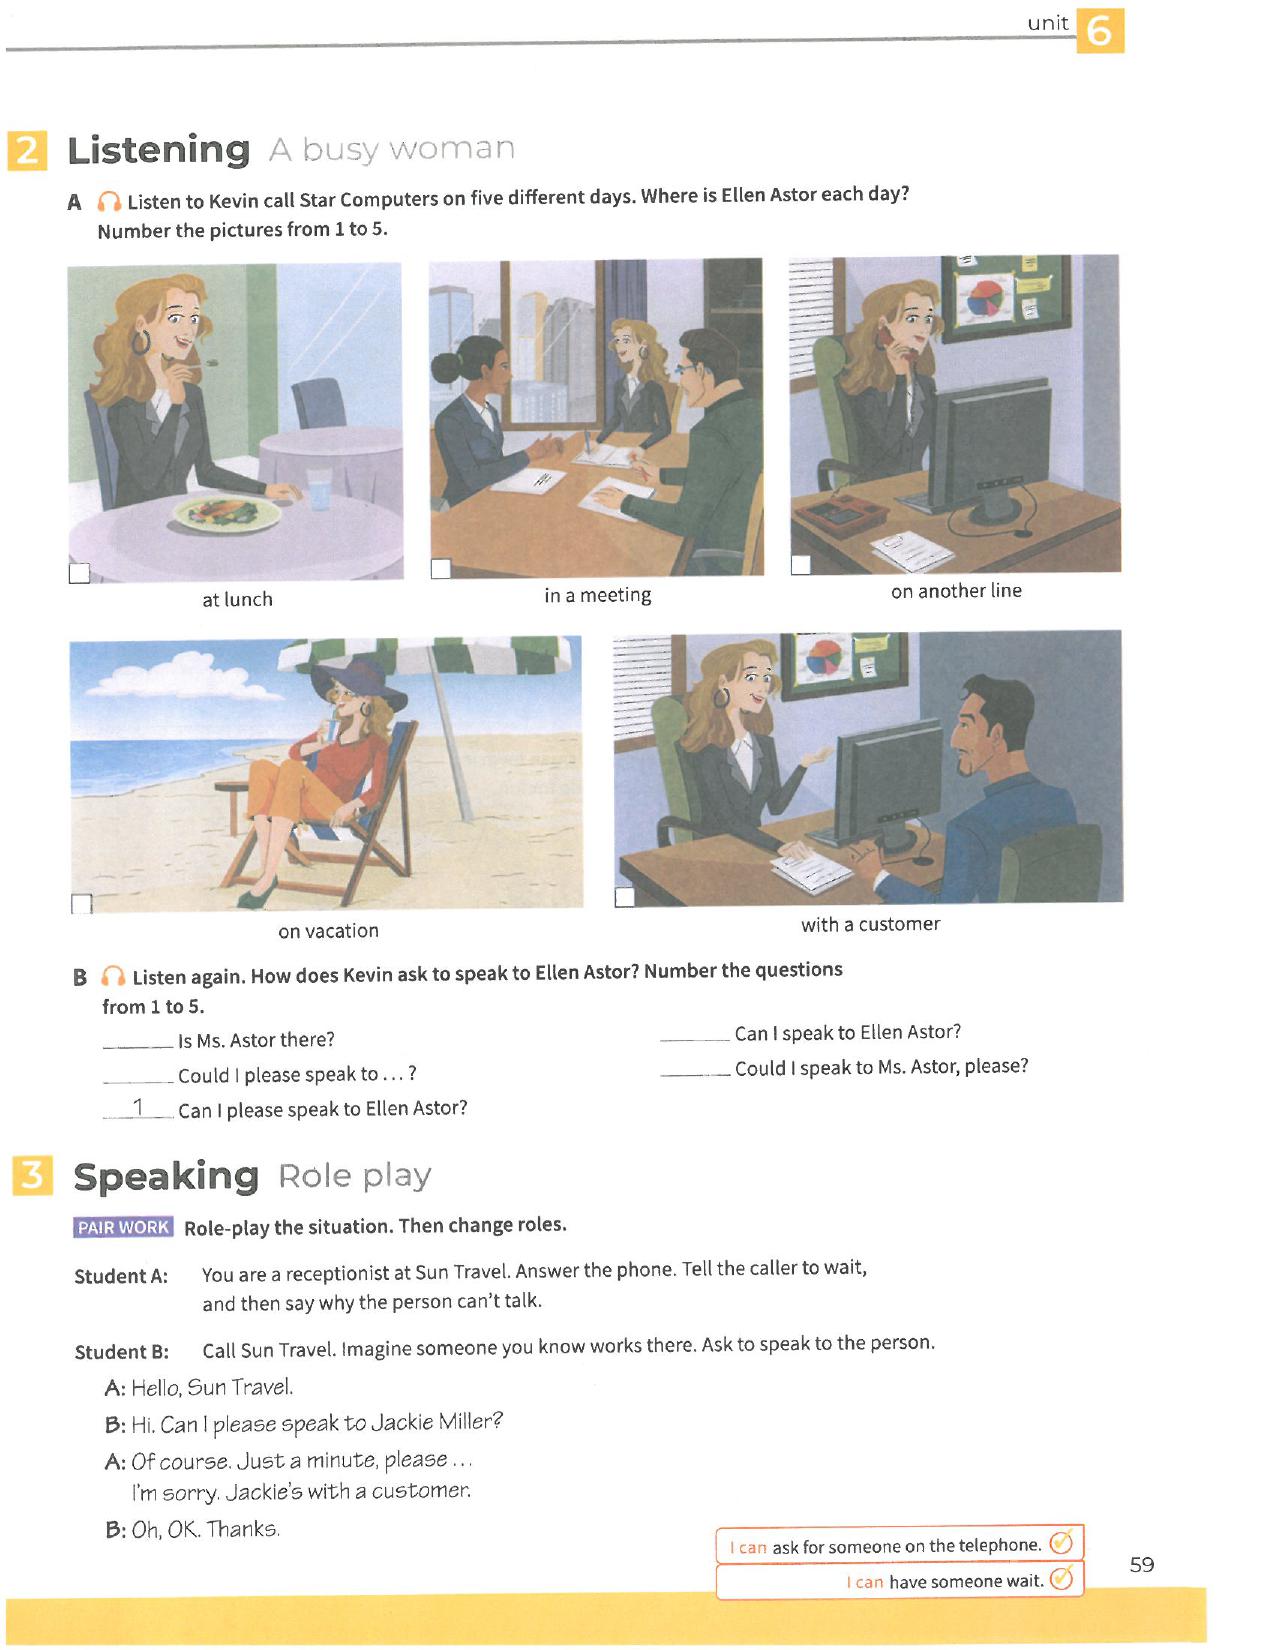 unit 6
2 Listening A busy woman
A Listen to Kevin call Star Computers on five different days. Where is Ellen Astor each day?
Number the pictures from 1 to 5.
at lunch
in a meeting
on another line
on vacation
with a customer
B Listen again. How does Kevin ask to speak to Ellen Astor? Number the questions
from 1 to 5.
______ Is Ms. Astor there?
______ Could I please speak to ... ?
__1__ Can I please speak to Ellen Astor?
______ Can I speak to Ellen Astor?
______ Could I speak to Ms. Astor, please?
3 Speaking Role play
PAIR WORK Role-play the situation. Then change roles.
Student A: You are a receptionist at Sun Travel. Answer the phone. Tell the caller to wait,
and then say why the person can't talk.
Student B: Call Sun Travel. Imagine someone you know works there. Ask to speak to the person.
A: Hello, Sun Travel.
B: Hi. Can I please speak to Jackie Miller?
A: Of course. Just a minute, please ...
I'm sorry. Jackie's with a customer.
B: Oh, OK. Thanks.
I can ask for someone on the telephone.
I can have someone wait.
59